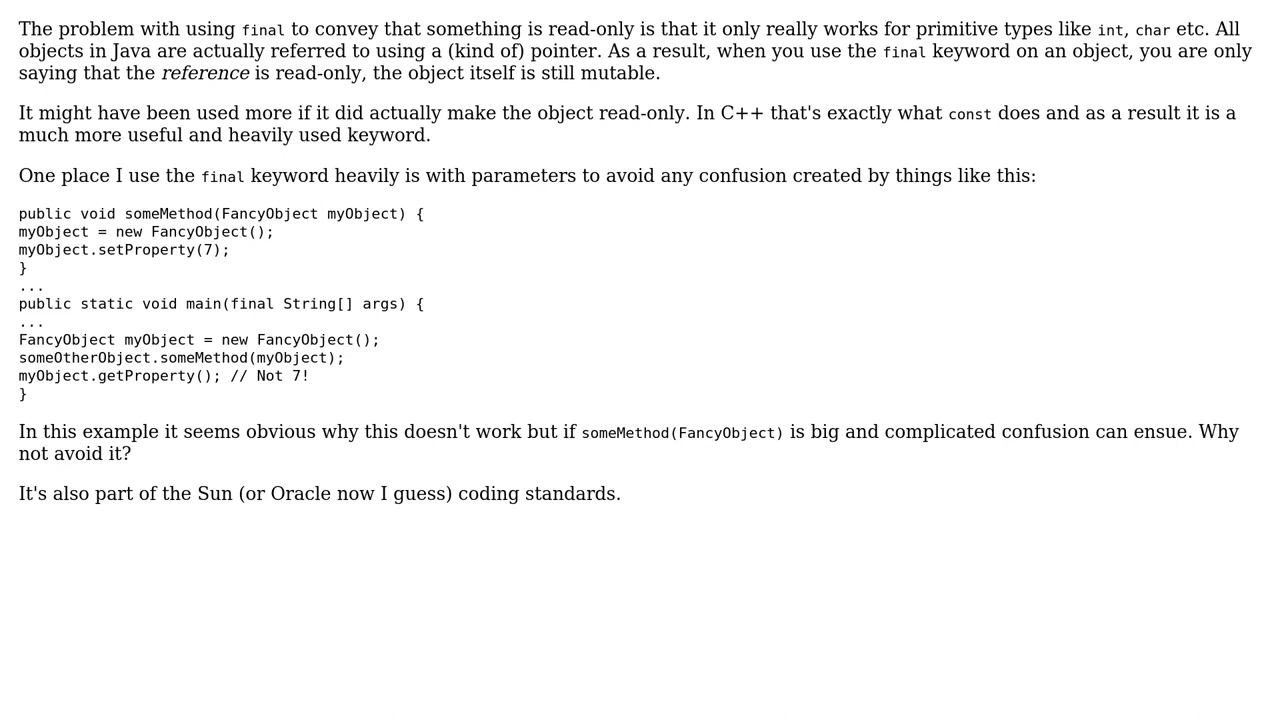 The problem with using final to convey that something is read-only is that it only really works for primitive types like int, char etc. All
objects in Java are actually referred to using a (kind of) pointer. As a result, when you use the final keyword on an object, you are only
saying that the reference is read-only, the object itself is still mutable.
It might have been used more if it did actually make the object read-only. In C++ that's exactly what const does and as a result it is a
much more useful and heavily used keyword.
One place I use the final keyword heavily is with parameters to avoid any confusion created by things like this:
public void someMethod(FancyObject myObject) {
myObject = new FancyObject();
myObject.setProperty(7);
}
...
public static void main(final String[] args) {
...
FancyObject myObject = new FancyObject();
someOtherObject.someMethod(myObject);
myObject.getProperty(); // Not 7!
}
In this example it seems obvious why this doesn't work but if someMethod(FancyObject) is big and complicated confusion can ensue. Why
not avoid it?
It's also part of the Sun (or Oracle now I guess) coding standards.